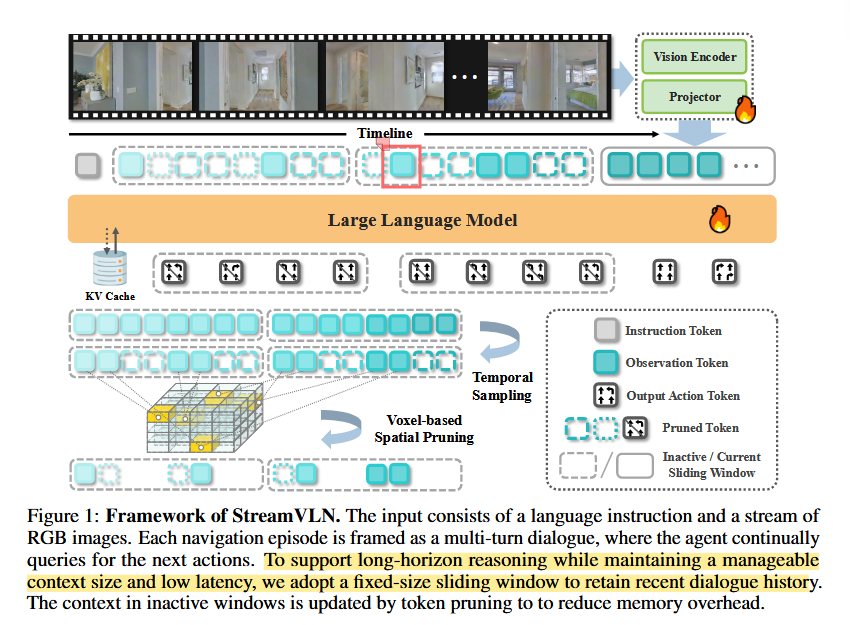 Vision Encoder
Projector
Timeline
Large Language Model
KV Cache
Temporal
Sampling
Voxel-based
Spatial Pruning
Instruction Token
Observation Token
Output Action Token
Pruned Token
Inactive / Current
Sliding Window
Figure 1: Framework of StreamVLN. The input consists of a language instruction and a stream of
RGB images. Each navigation episode is framed as a multi-turn dialogue, where the agent continually
queries for the next actions. To support long-horizon reasoning while maintaining a manageable
context size and low latency, we adopt a fixed-size sliding window to retain recent dialogue history.
The context in inactive windows is updated by token pruning to to reduce memory overhead.